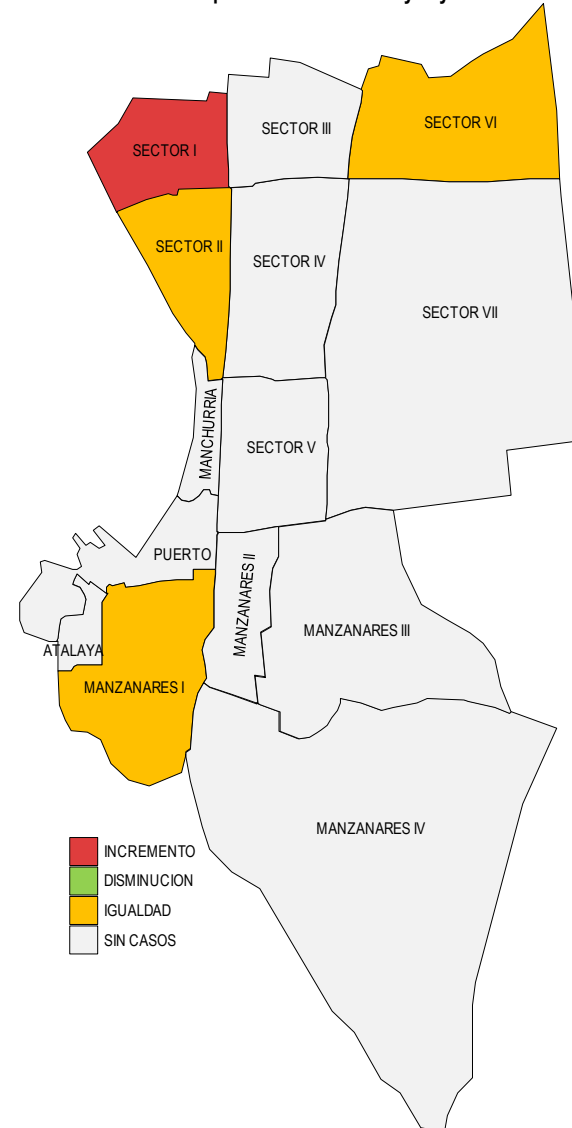 SECTOR VI
SECTOR III
SECTOR I
SECTOR II
SECTOR IV
SECTOR VII
MANCHURRIA
SECTOR V
PUERTO
MANZANARES II
MANZANARES III
ATALAYA
MANZANARES I
MANZANARES IV
INCREMENTO
DISMINUCION
IGUALDAD
SIN CASOS